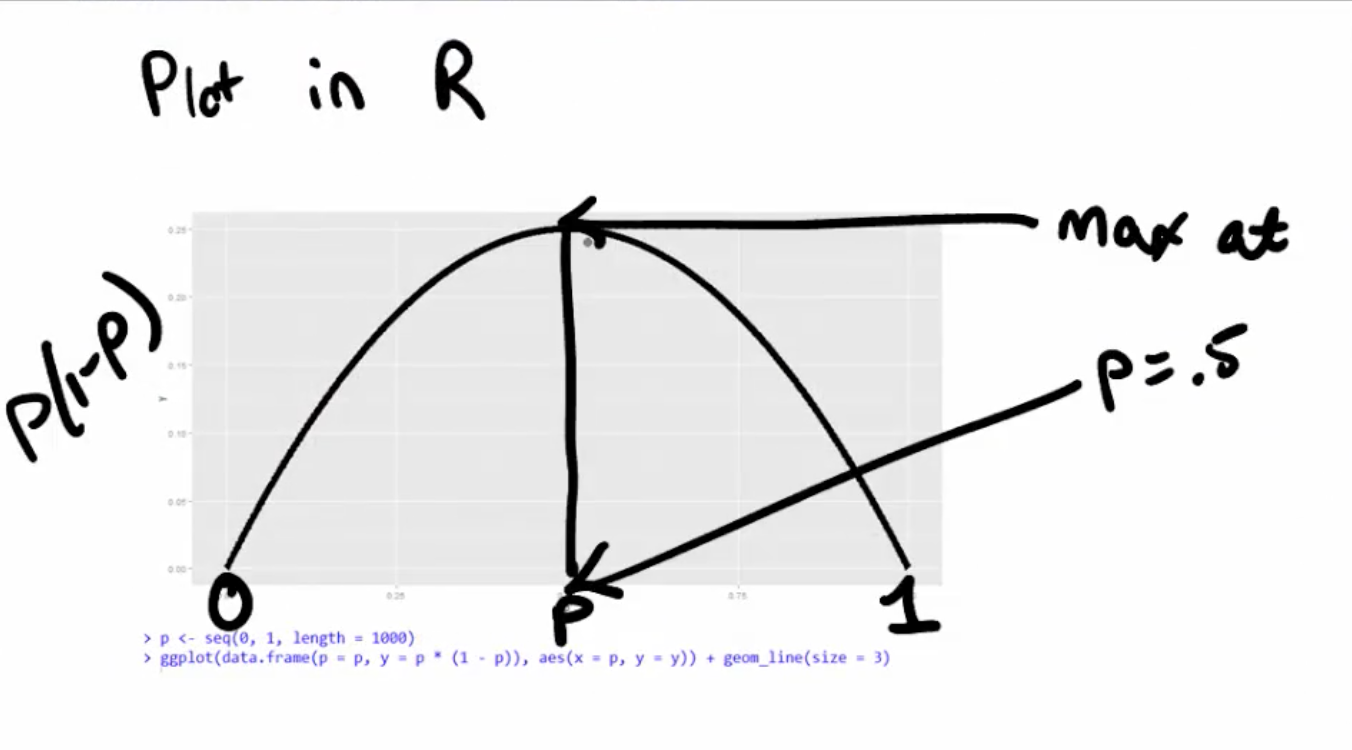 Plot in R
max at
p(1-p)
p=.5
0.25
0.20
0.15
y
0.10
0.05
0.00
0 0.25 P 0.75 1
> p <- seq(0, 1, length = 1000)
> ggplot(data.frame(p = p, y = p * (1 - p)), aes(x = p, y = y)) + geom_line(size = 3)